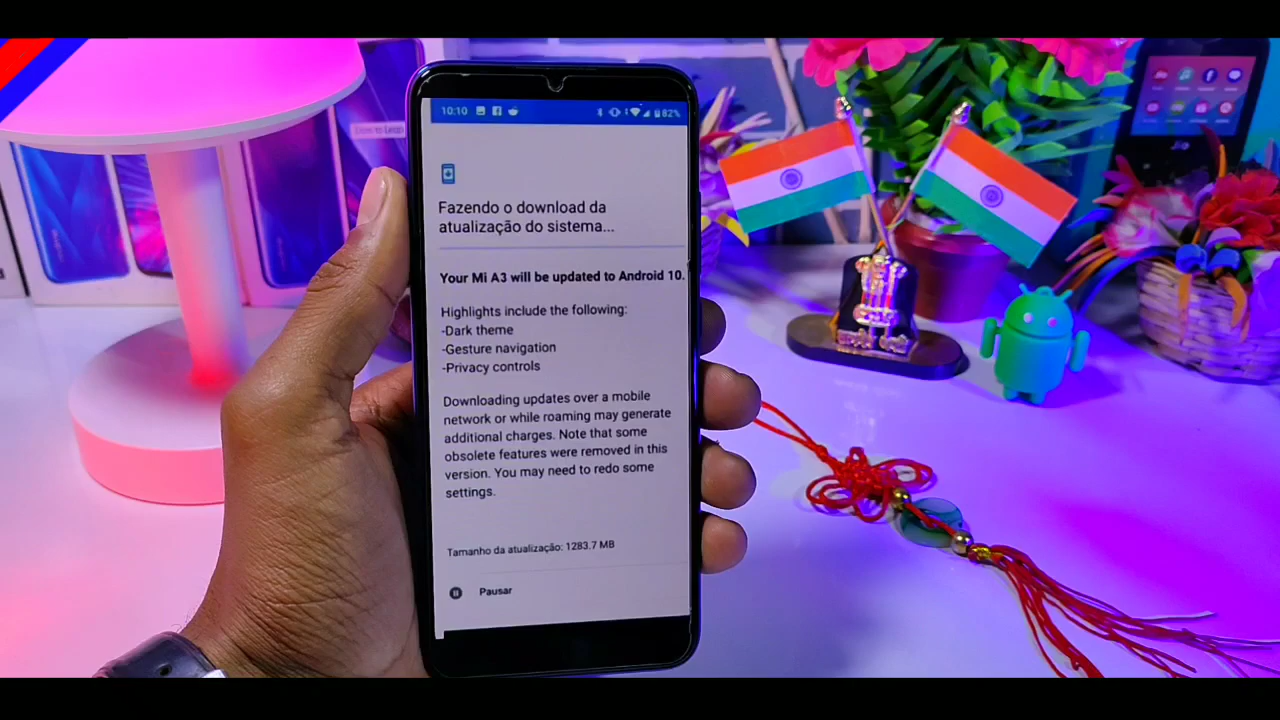 10:10
82%
Fazendo o download da
atualização do sistema...
Your Mi A3 will be updated to Android 10.
Highlights include the following:
-Dark theme
-Gesture navigation
-Privacy controls
Downloading updates over a mobile
network or while roaming may generate
additional charges. Note that some
obsolete features were removed in this
version. You may need to redo some
settings.
Tamanho da atualização: 1283.7 MB
Pausar